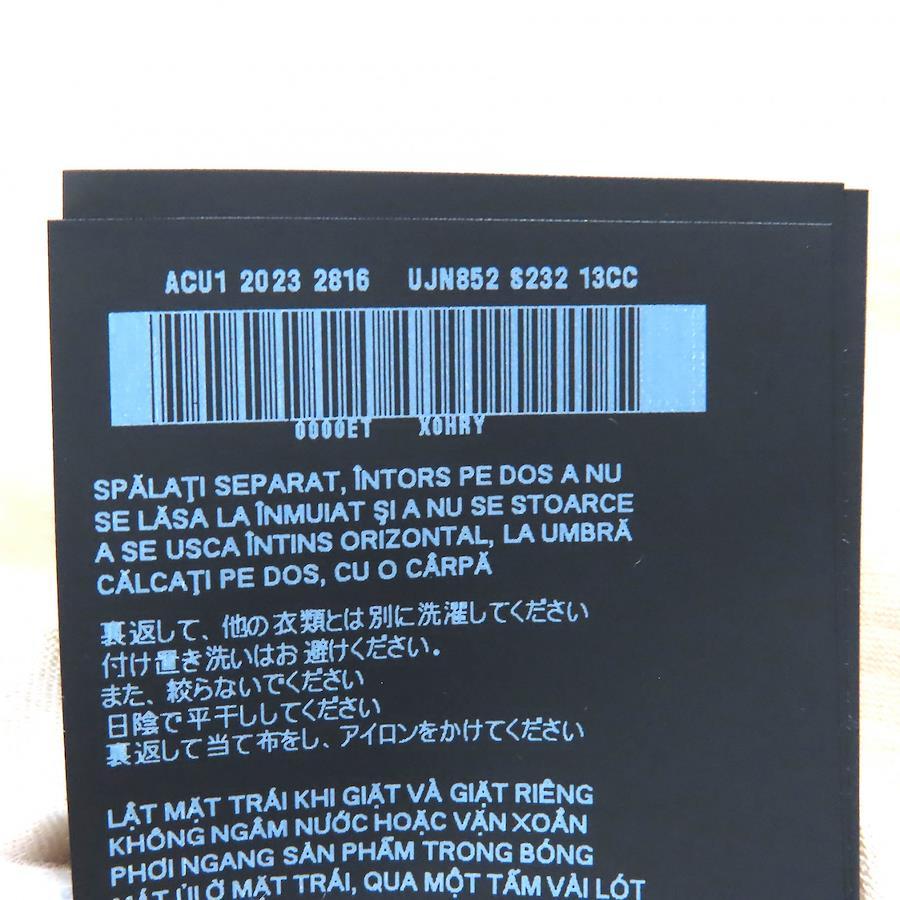 ACU1 2023 2816 UJN852 S232 13CC
0000ET X0HRY
SPĂLAŢI SEPARAT, ÎNTORS PE DOS A NU
SE LĂSA LA ÎNMUIAT ŞI A NU SE STOARCE
A SE USCA ÎNTINS ORIZONTAL, LA UMBRĂ
CĂLCAŢI PE DOS, CU O CÂRPĂ
裏返して、他の衣類とは別に洗濯してください
付け置き洗いはお避けください。
また、絞らないでください
日陰で平干ししてください
裏返して当て布をし、アイロンをかけてください
LẬT MẶT TRÁI KHI GIẶT VÀ GIẶT RIÊNG
KHÔNG NGÂM NƯỚC HOẶC VẶN XOẮN
PHƠI NGANG SẢN PHẨM TRONG BÓNG
MẶT ỦI Ở MẶT TRÁI, QUA MỘT TẤM VẢI LÓT